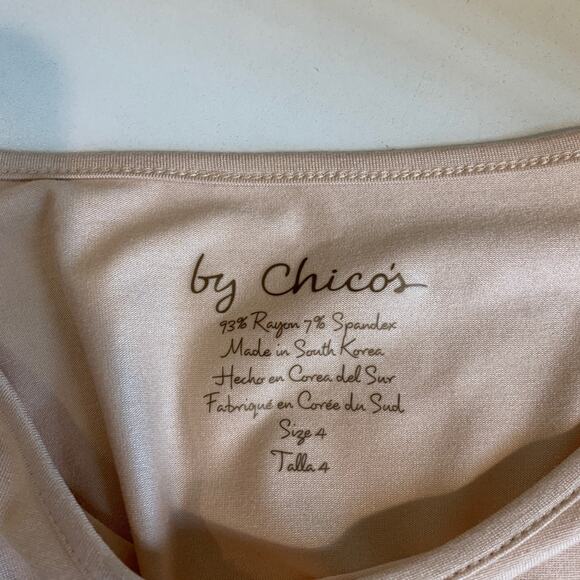 by Chico's
93% Rayon 7% Spandex
Made in South Korea
Hecho en Corea del Sur
Fabriqué en Corée du Sud
Size 4
Talla 4